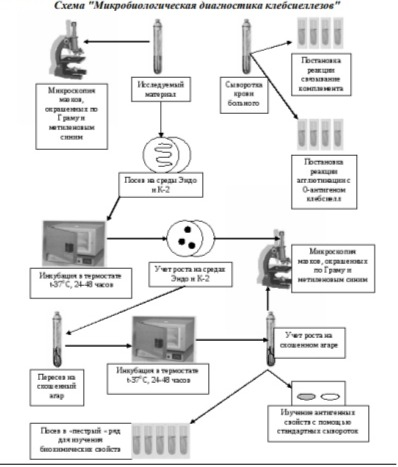 Схема "Микробиологическая диагностика клебсиеллезов"
Микроскопия
мазков,
окрашенных по
Граму и
метиленовым
синим
Исследуемый
материал
Сыворотка
крови
больного
Постановка
реакции
связывание
комплемента
Постановка
реакции
агглютинации с
О-антигеном
клебсиелл
Посев на среды Эндо
и К-2
Инкубация в термостате
t-37°С, 24-48 часов
Учет роста на средах
Эндо и К-2
Микроскопия
мазков, окрашенных
по Граму и
метиленовым синим
Пересев на
скошенный
агар
Инкубация в термостате
t-37°С, 24-48 часов
Учет роста на
скошенном агаре
Посев в «пестрый» ряд
для изучения
биохимических свойств
Изучение антигенных
свойств с помощью
стандартных сывороток